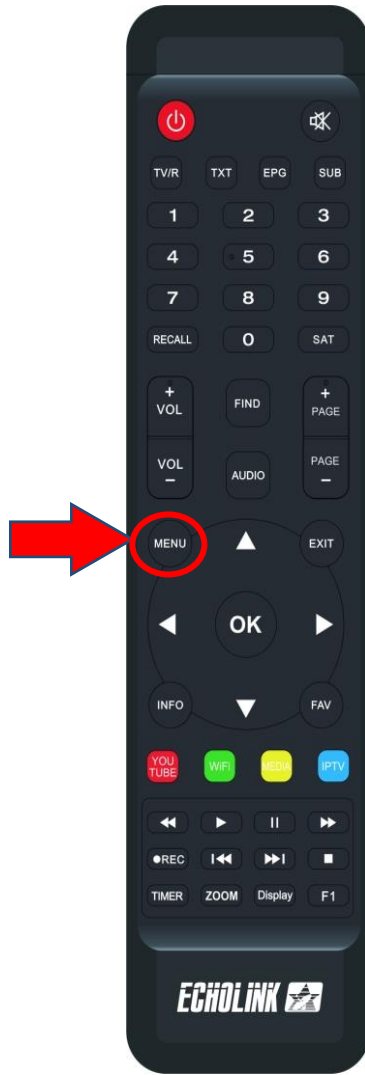 TV/R TXT EPG SUB
1 2 3
4 5 6
7 8 9
RECALL 0 SAT
+ FIND +
VOL PAGE
VOL AUDIO PAGE
− −
MENU EXIT
OK
INFO FAV
YOU TUBE WIFI MEDIA IPTV
●REC
TIMER ZOOM Display F1
ECHOLINK